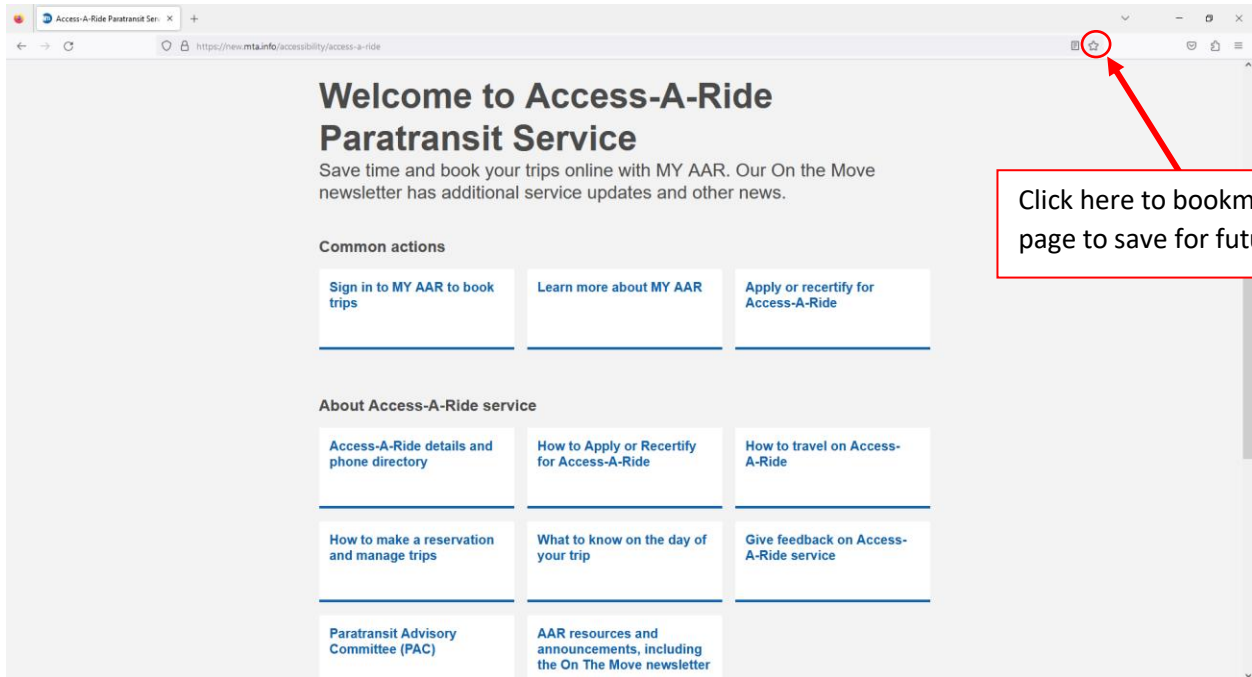 Access-A-Ride Paratransit Ser
https://new.mta.info/accessibility/access-a-ride
Welcome to Access-A-Ride
Paratransit Service
Save time and book your trips online with MY AAR. Our On the Move
newsletter has additional service updates and other news.
Click here to
page to save for
Common actions
Sign in to MY AAR to book
trips
Learn more about MY AAR
Apply or recertify for
Access-A-Ride
About Access-A-Ride service
Access-A-Ride details and
phone directory
How to Apply or Recertify
for Access-A-Ride
How to travel on Access-
A-Ride
How to make a reservation
and manage trips
What to know on the day of
your trip
Give feedback on Access-
A-Ride service
Paratransit Advisory
Committee (PAC)
AAR resources and
announcements, including
the On The Move newsletter